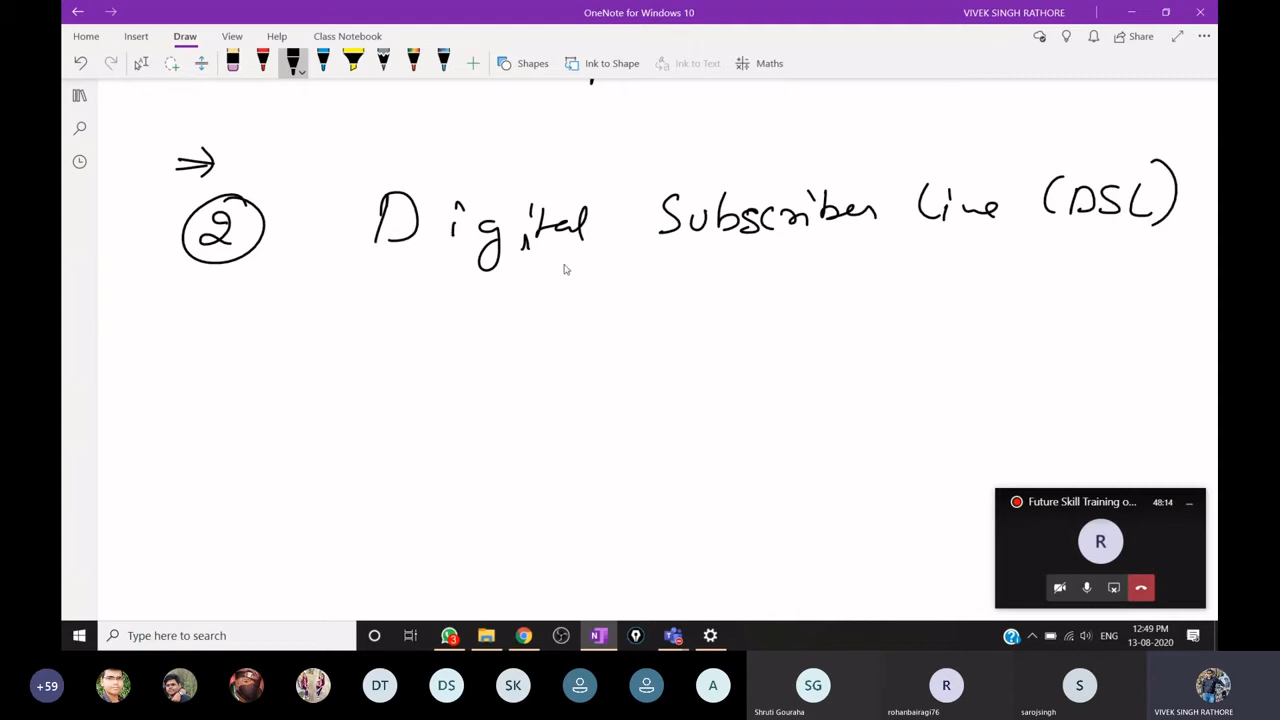 OneNote for Windows 10
VIVEK SINGH RATHORE
Home Insert Draw View Help Class Notebook
Share
Shapes Ink to Shape Ink to Text Maths
⇒
2 Digital Subscriber Line (DSL)
Future Skill Training o... 48:14
R
Type here to search
3
ENG
12:49 PM
13-08-2020
+59 DT DS SK A SG R S
Shruti Gouraha rohanbairagi76 sarojsingh VIVEK SINGH RATHORE